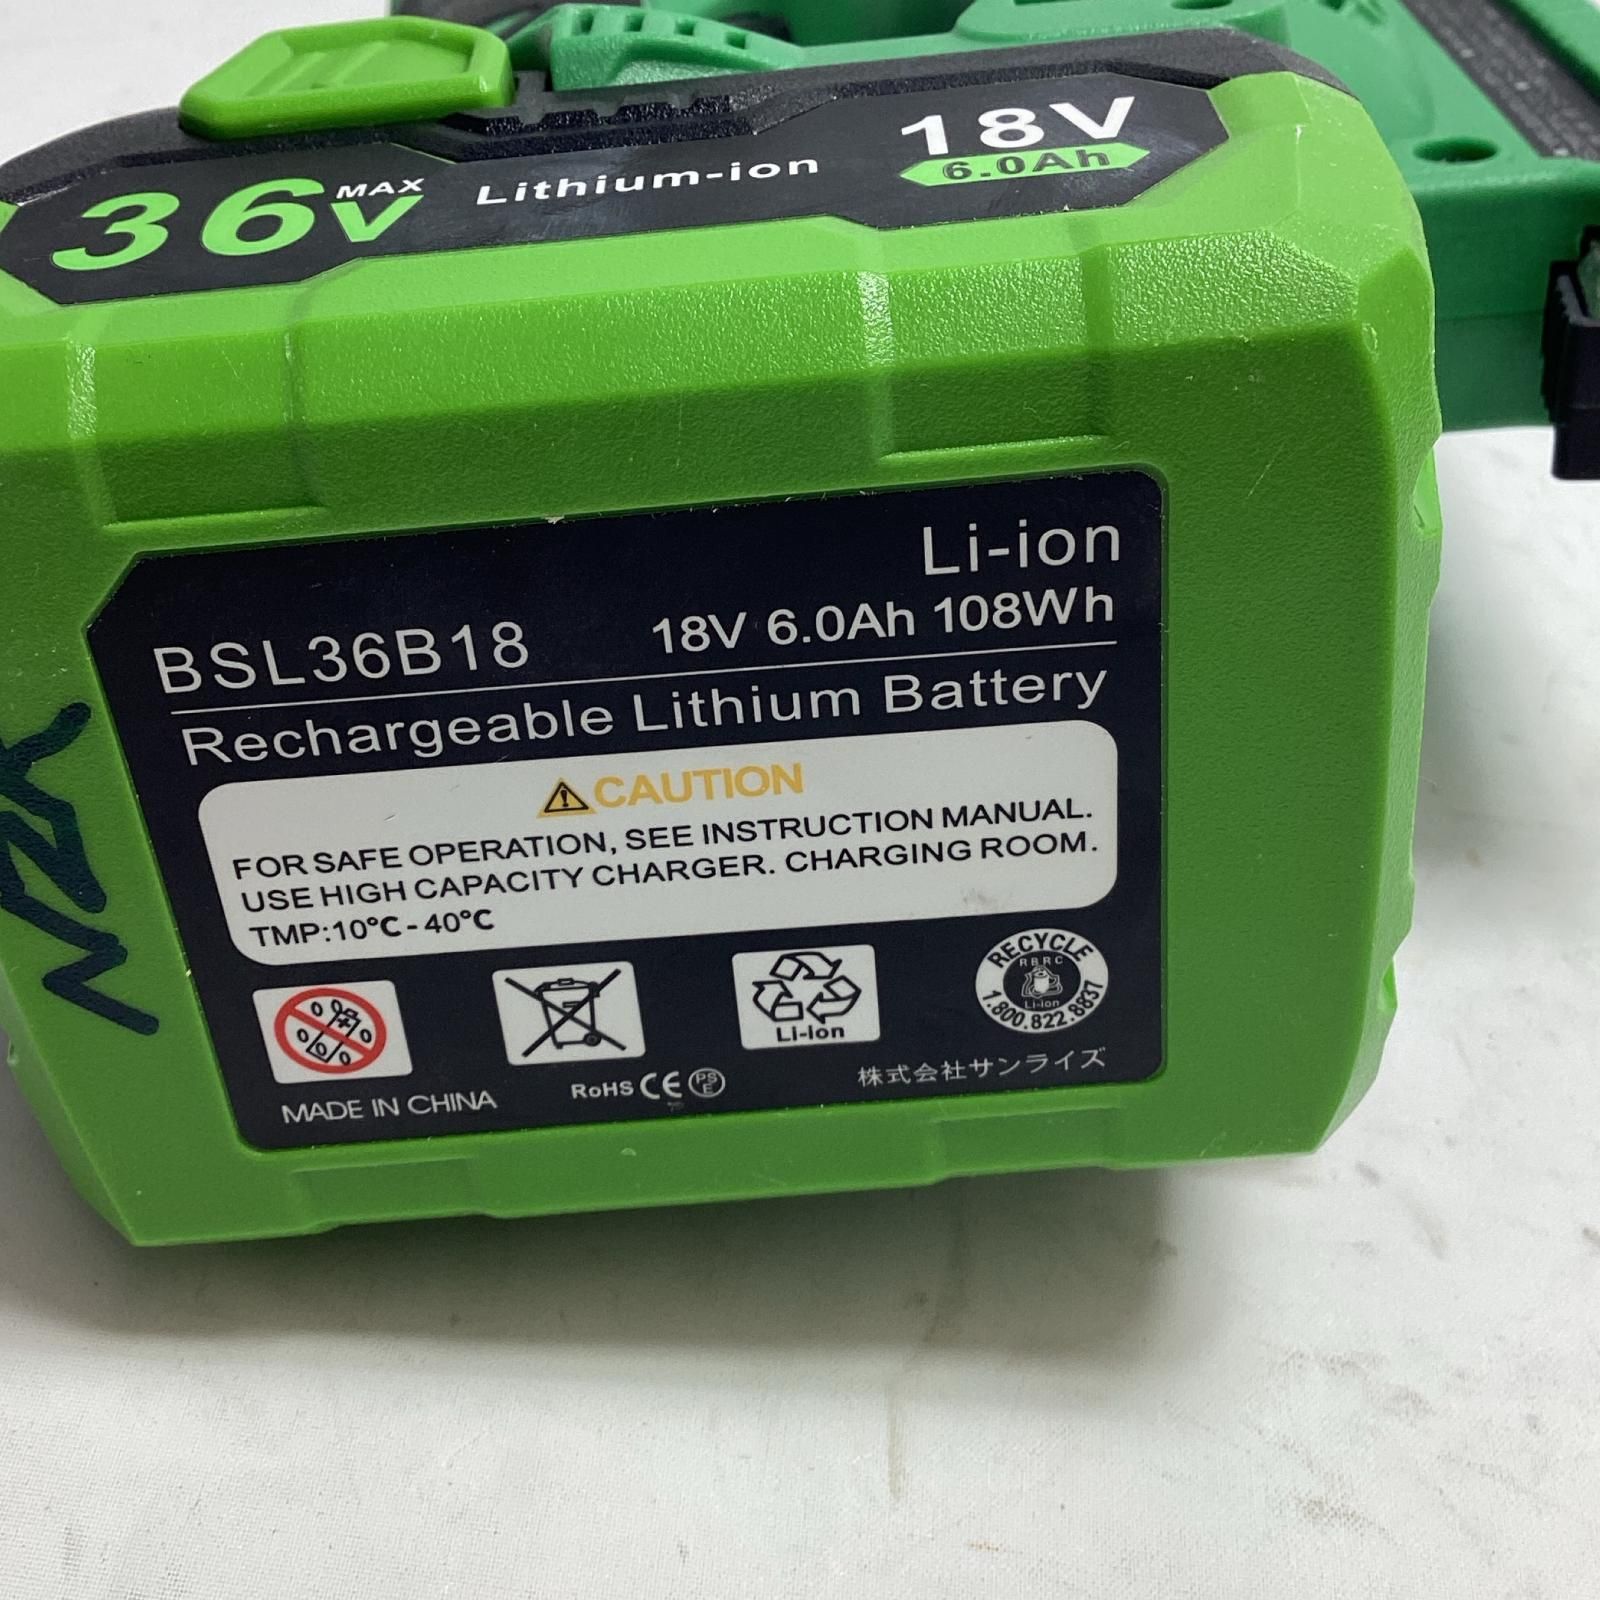 36V MAX Lithium-ion 18V
6.0Ah
Li-ion
BSL36B18 18V 6.0Ah 108Wh
Rechargeable Lithium Battery
CAUTION
FOR SAFE OPERATION, SEE INSTRUCTION MANUAL.
USE HIGH CAPACITY CHARGER. CHARGING ROOM.
TMP:10℃-40℃
Li-ion
RECYCLE
RBRC
Li-ion
1.800.822.8837
MADE IN CHINA
RoHS CE PSE
株式会社サンライズ